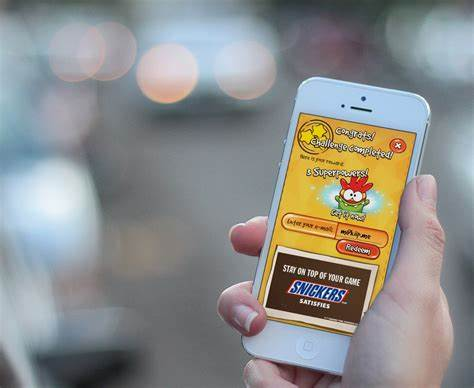 Congrats!
Challenge Completed!
Here is your reward:
3 Superpowers!
Get it now!
Enter your e-mail:
Redeem
STAY ON TOP OF YOUR GAME
SNICKERS
SATISFIES